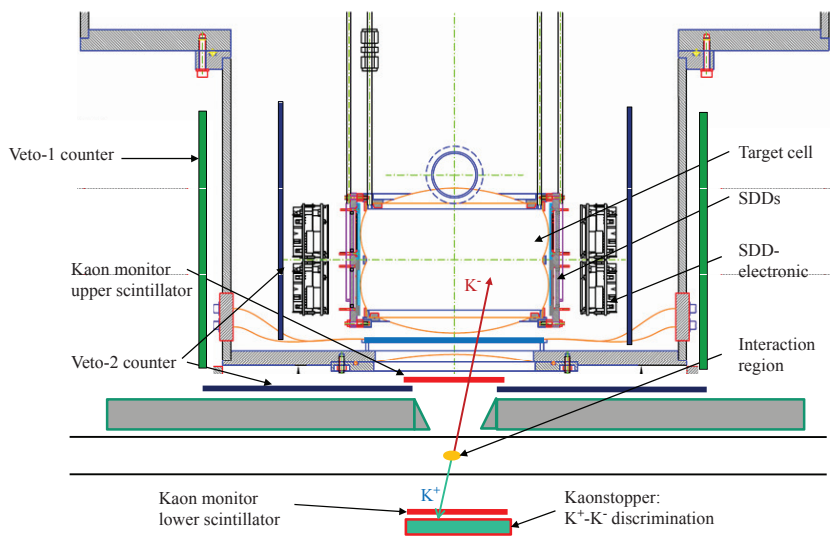 Veto-1 counter
Target cell
SDDs
Kaon monitor
upper scintillator
SDD-
electronic
K-
Veto-2 counter
Interaction
region
K+
Kaon monitor
lower scintillator
Kaonstopper:
K+-K- discrimination